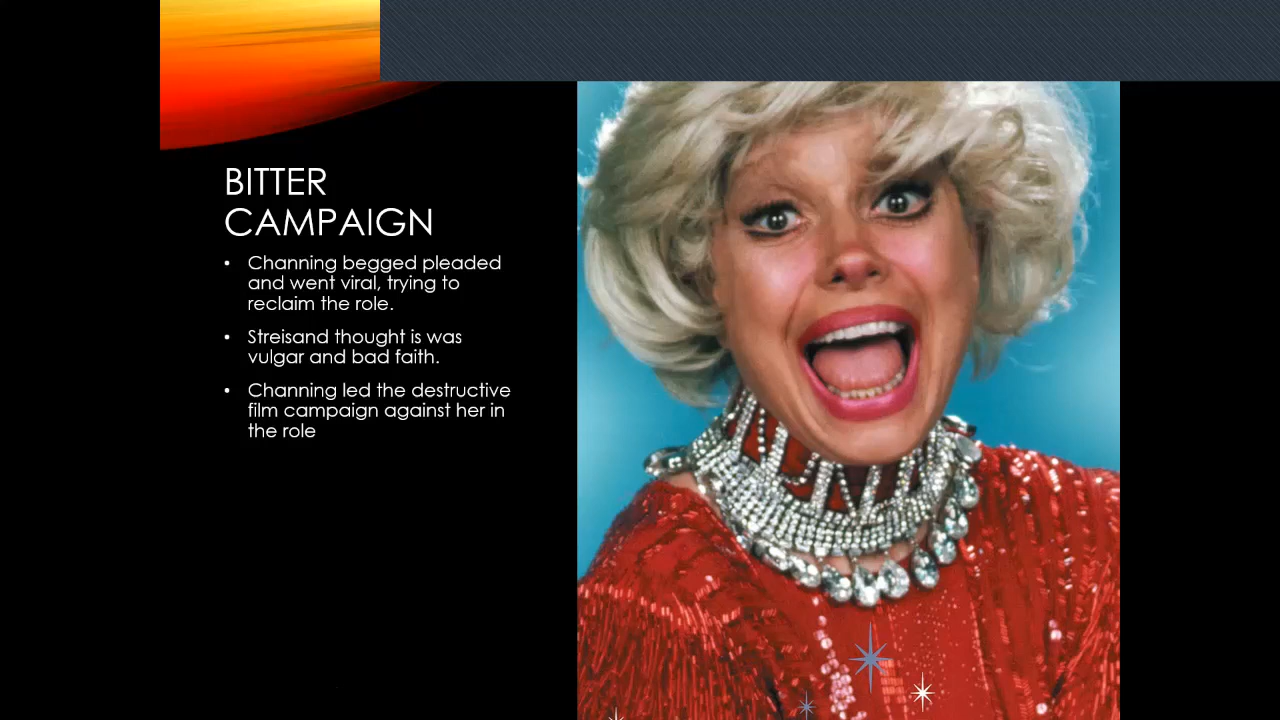 BITTER
CAMPAIGN
• Channing begged pleaded
and went viral, trying to
reclaim the role.
• Streisand thought is was
vulgar and bad faith.
• Channing led the destructive
film campaign against her in
the role